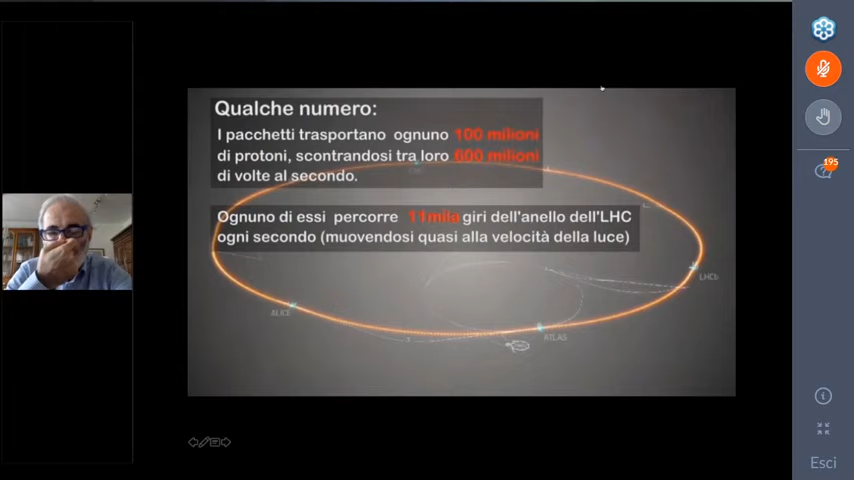 Qualche numero:
I pacchetti trasportano ognuno 100 milioni
di protoni, scontrandosi tra loro 600 milioni
di volte al secondo.
Ognuno di essi percorre 11mila giri dell'anello dell'LHC
ogni secondo (muovendosi quasi alla velocità della luce)
LHCb
ALICE
ATLAS
195
Esci